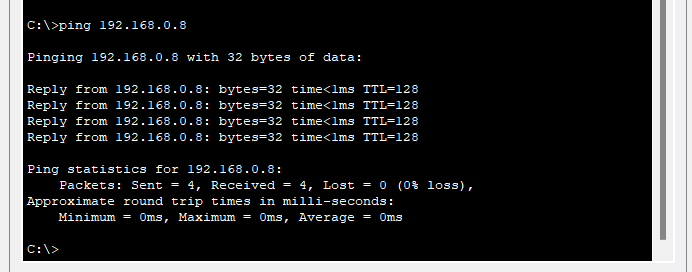 C:\>ping 192.168.0.8
Pinging 192.168.0.8 with 32 bytes of data:
Reply from 192.168.0.8: bytes=32 time<1ms TTL=128
Reply from 192.168.0.8: bytes=32 time<1ms TTL=128
Reply from 192.168.0.8: bytes=32 time<1ms TTL=128
Reply from 192.168.0.8: bytes=32 time<1ms TTL=128
Ping statistics for 192.168.0.8:
Packets: Sent = 4, Received = 4, Lost = 0 (0% loss),
Approximate round trip times in milli-seconds:
Minimum = 0ms, Maximum = 0ms, Average = 0ms
C:\>